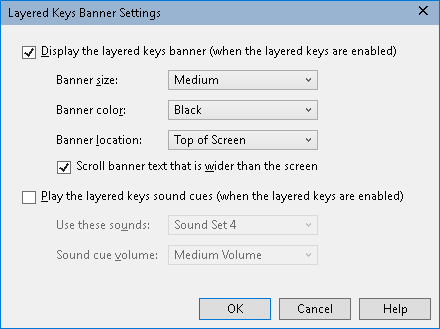 Layered Keys Banner Settings
Display the layered keys banner (when the layered keys are enabled)
Banner size: Medium
Banner color: Black
Banner location: Top of Screen
Scroll banner text that is wider than the screen
Play the layered keys sound cues (when the layered keys are enabled)
Use these sounds: Sound Set 4
Sound cue volume: Medium Volume
OK Cancel Help